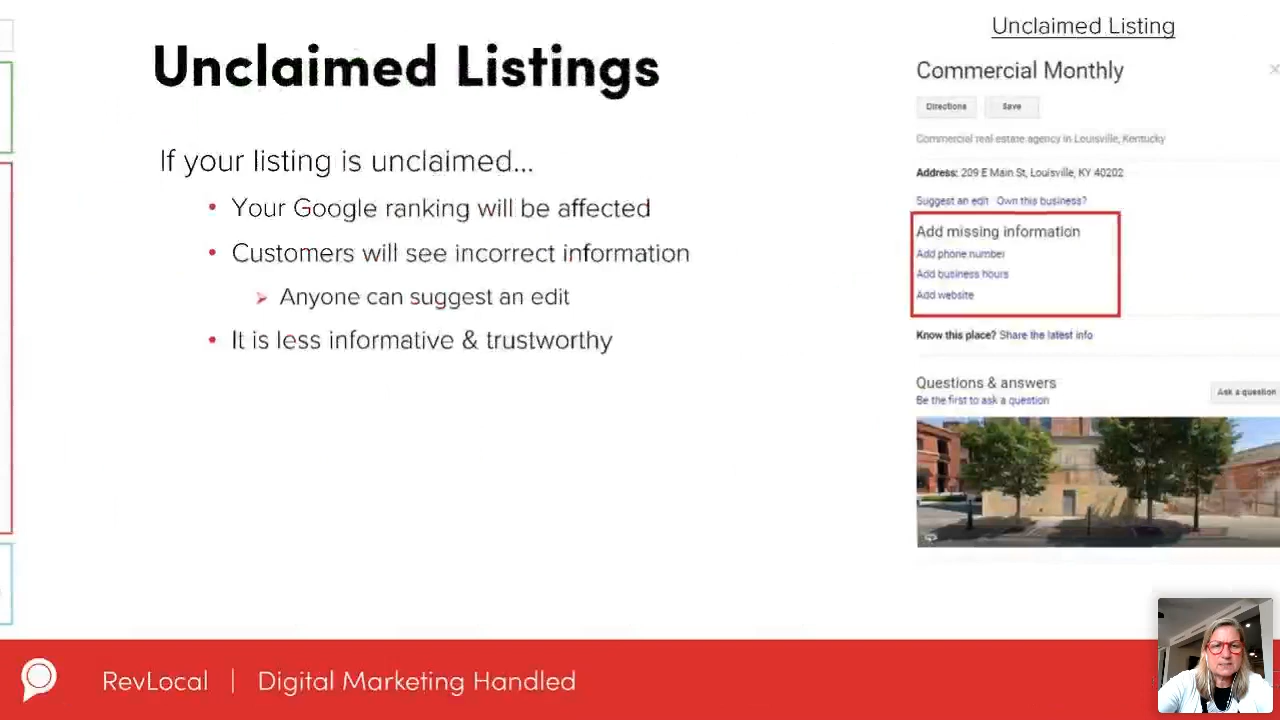 Unclaimed Listings
If your listing is unclaimed...
• Your Google ranking will be affected
• Customers will see incorrect information
➢ Anyone can suggest an edit
• It is less informative & trustworthy
Unclaimed Listing
Commercial Monthly
Directions Save
Commercial real estate agency in Louisville, Kentucky
Address: 209 E Main St, Louisville, KY 40202
Suggest an edit Own this business?
Add missing information
Add phone number
Add business hours
Add website
Know this place? Share the latest info
Questions & answers
Be the first to ask a question
Ask a question
RevLocal | Digital Marketing Handled